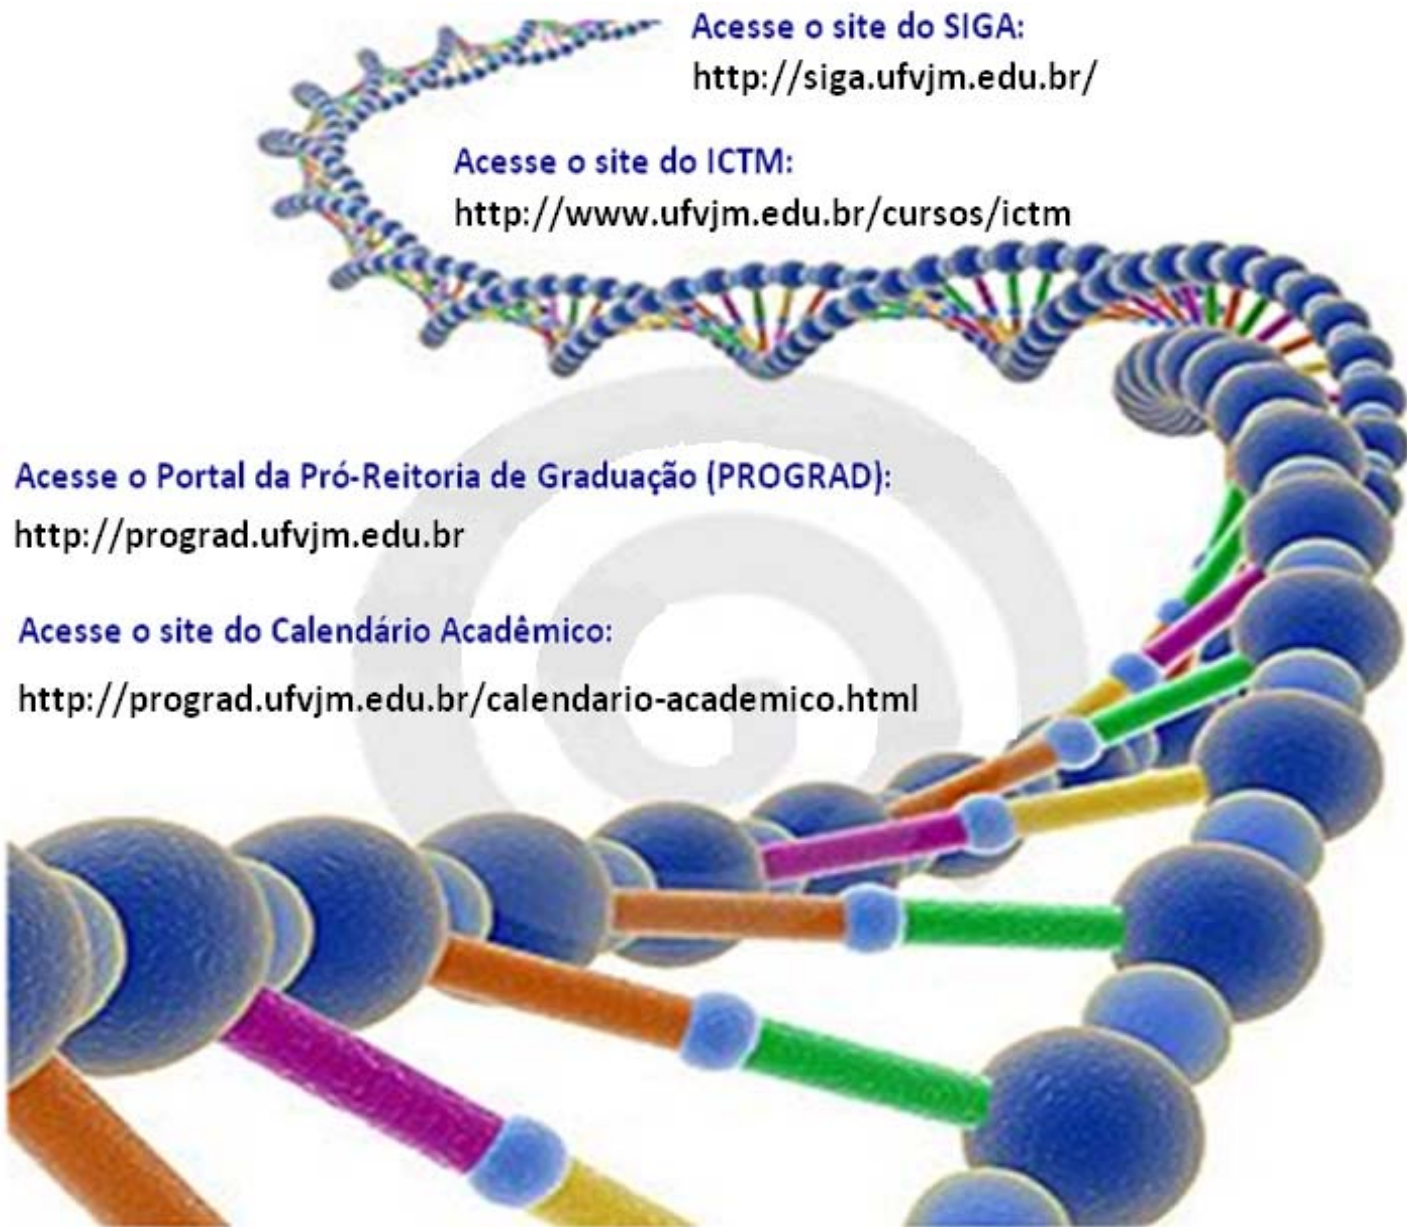 Acesse o site do SIGA:
http://siga.ufvjm.edu.br/
Acesse o site do ICTM:
http://www.ufvjm.edu.br/cursos/ictm
Acesse o Portal da Pró-Reitoria de Graduação (PROGRAD):
http://prograd.ufvjm.edu.br
Acesse o site do Calendário Acadêmico:
http://prograd.ufvjm.edu.br/calendario-academico.html